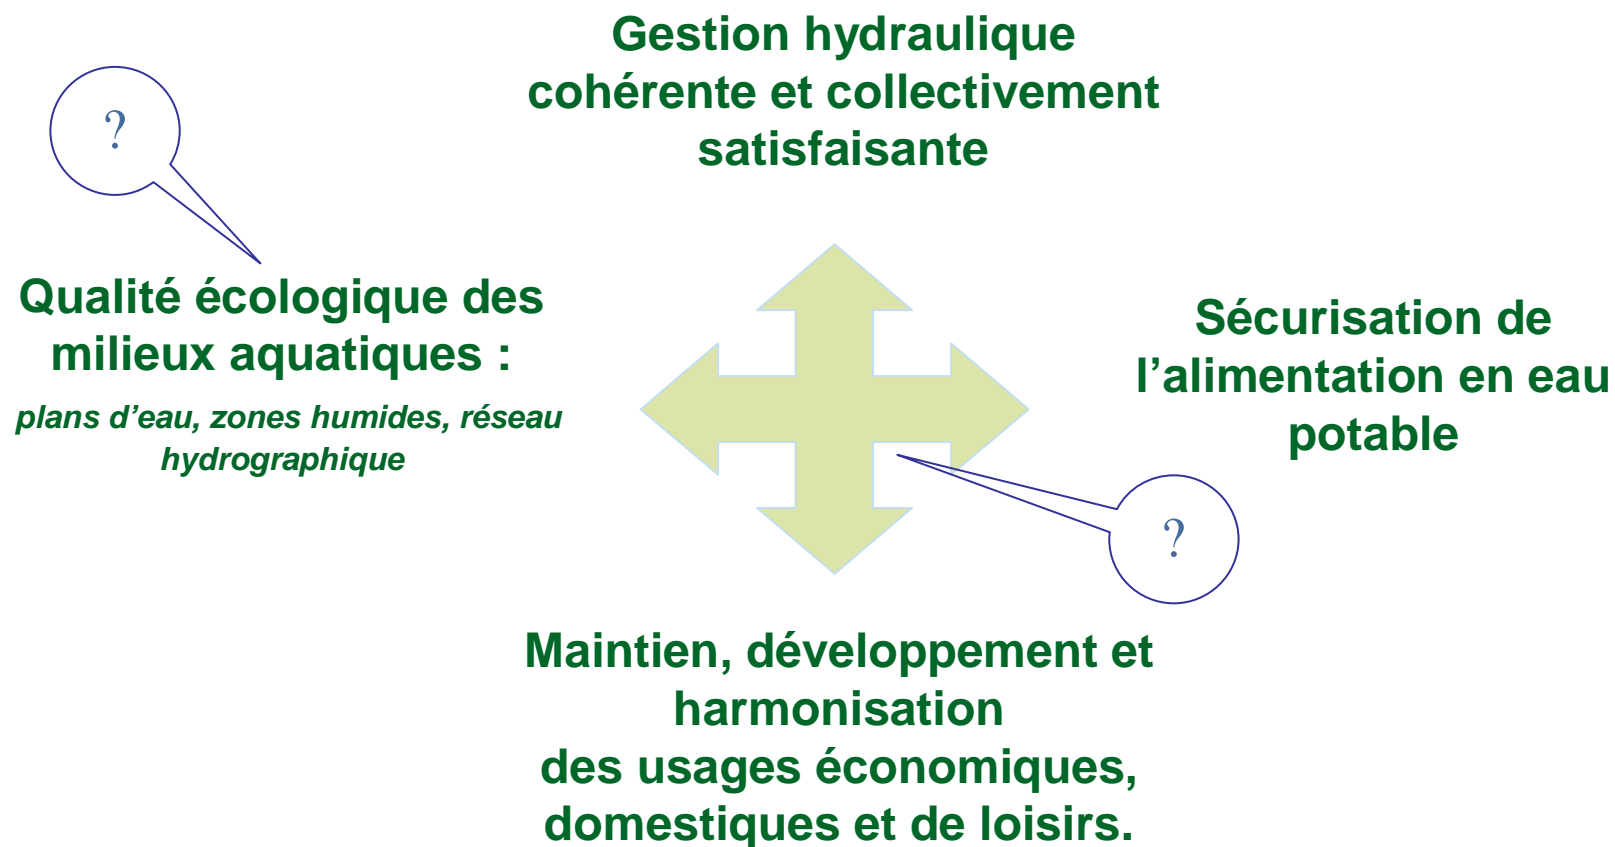 Gestion hydraulique
cohérente et collectivement
satisfaisante
?
Qualité écologique des
milieux aquatiques :
plans d’eau, zones humides, réseau
hydrographique
Sécurisation de
l’alimentation en eau
potable
?
Maintien, développement et
harmonisation
des usages économiques,
domestiques et de loisirs.